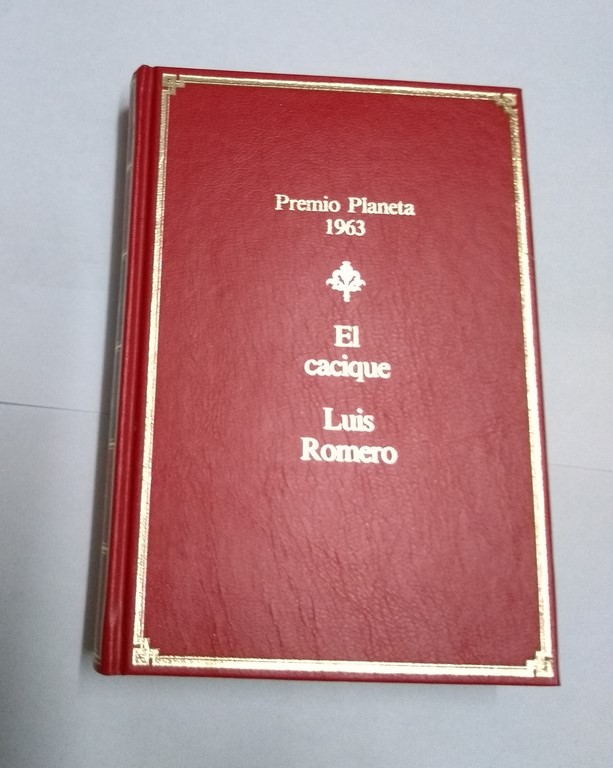 Premio Planeta
1963
El
cacique
Luis
Romero